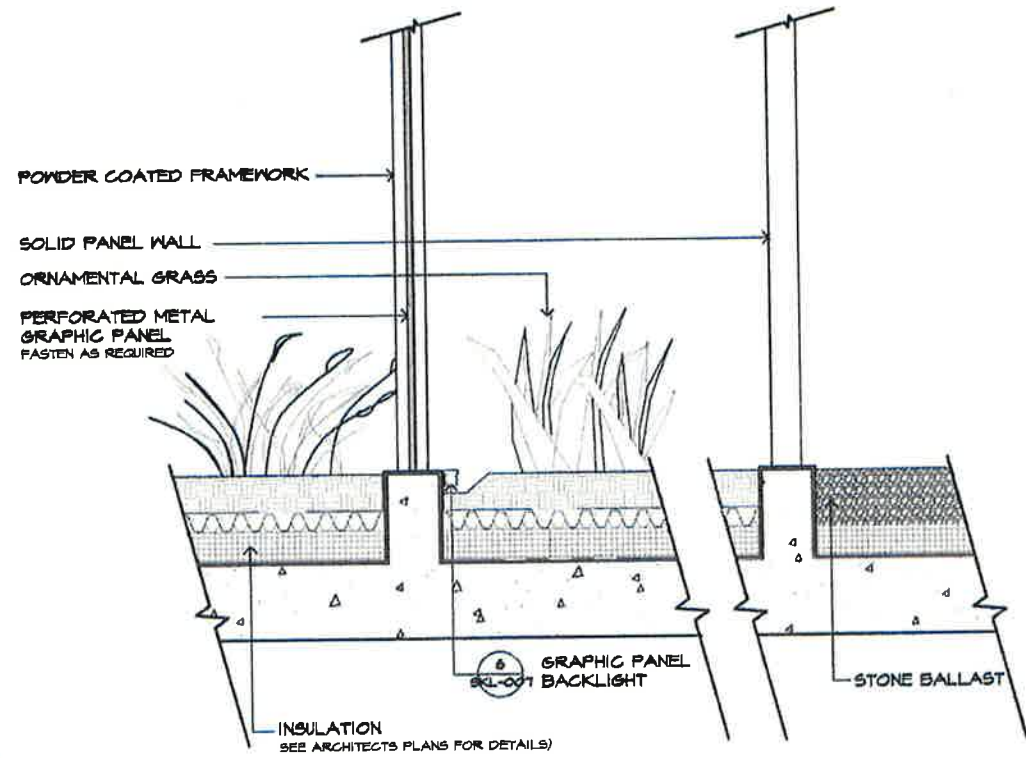 POWDER COATED FRAMEWORK
SOLID PANEL WALL
ORNAMENTAL GRASS
PERFORATED METAL
GRAPHIC PANEL
FASTEN AS REQUIRED
GRAPHIC PANEL
BACKLIGHT
STONE BALLAST
INSULATION
SEE ARCHITECTS PLANS FOR DETAILS)